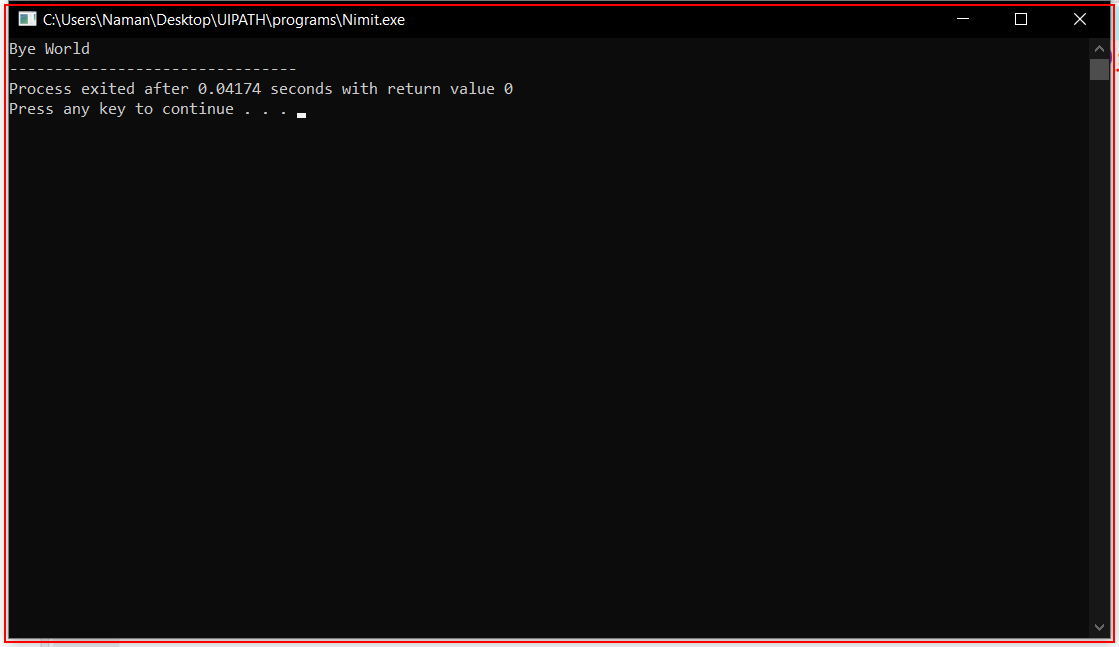 C:\Users\Naman\Desktop\UIPATH\programs\Nimit.exe
Bye World
--------------------------------
Process exited after 0.04174 seconds with return value 0
Press any key to continue . . .